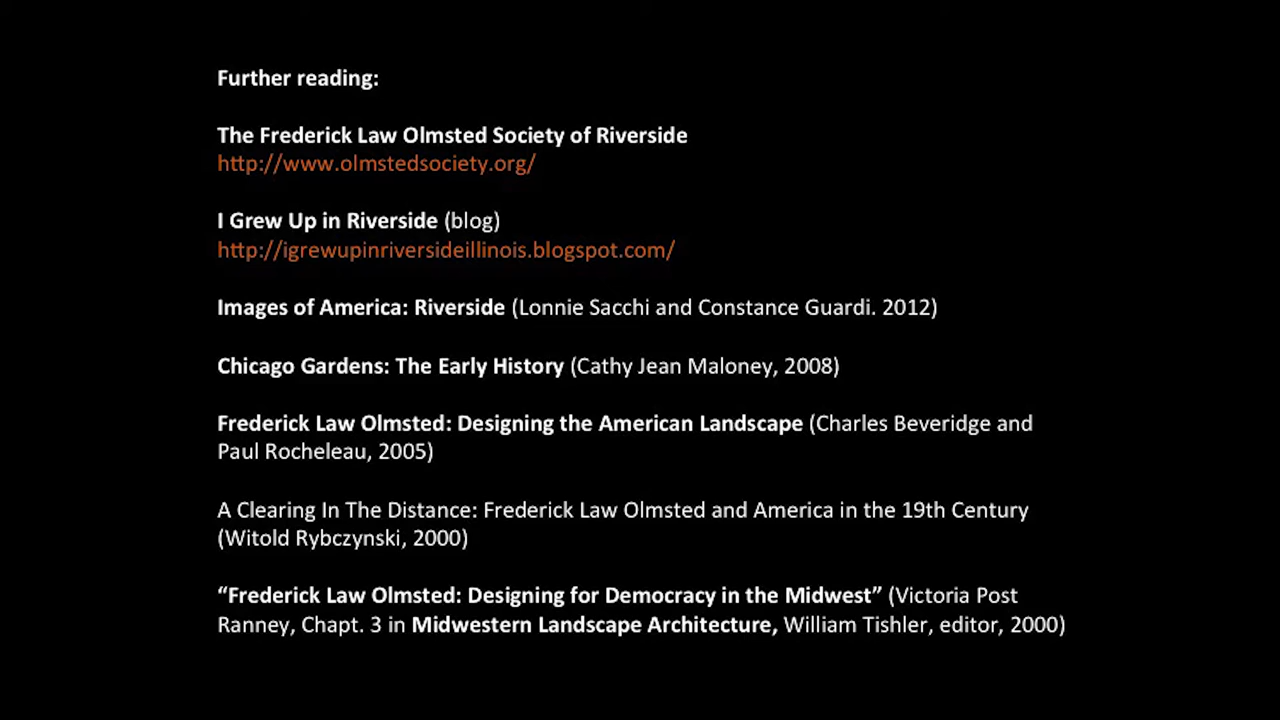 Further reading:
The Frederick Law Olmsted Society of Riverside
http://www.olmstedsociety.org/
I Grew Up in Riverside (blog)
http://igrewupinriversideillinois.blogspot.com/
Images of America: Riverside (Lonnie Sacchi and Constance Guardi. 2012)
Chicago Gardens: The Early History (Cathy Jean Maloney, 2008)
Frederick Law Olmsted: Designing the American Landscape (Charles Beveridge and
Paul Rocheleau, 2005)
A Clearing In The Distance: Frederick Law Olmsted and America in the 19th Century
(Witold Rybczynski, 2000)
“Frederick Law Olmsted: Designing for Democracy in the Midwest” (Victoria Post
Ranney, Chapt. 3 in Midwestern Landscape Architecture, William Tishler, editor, 2000)